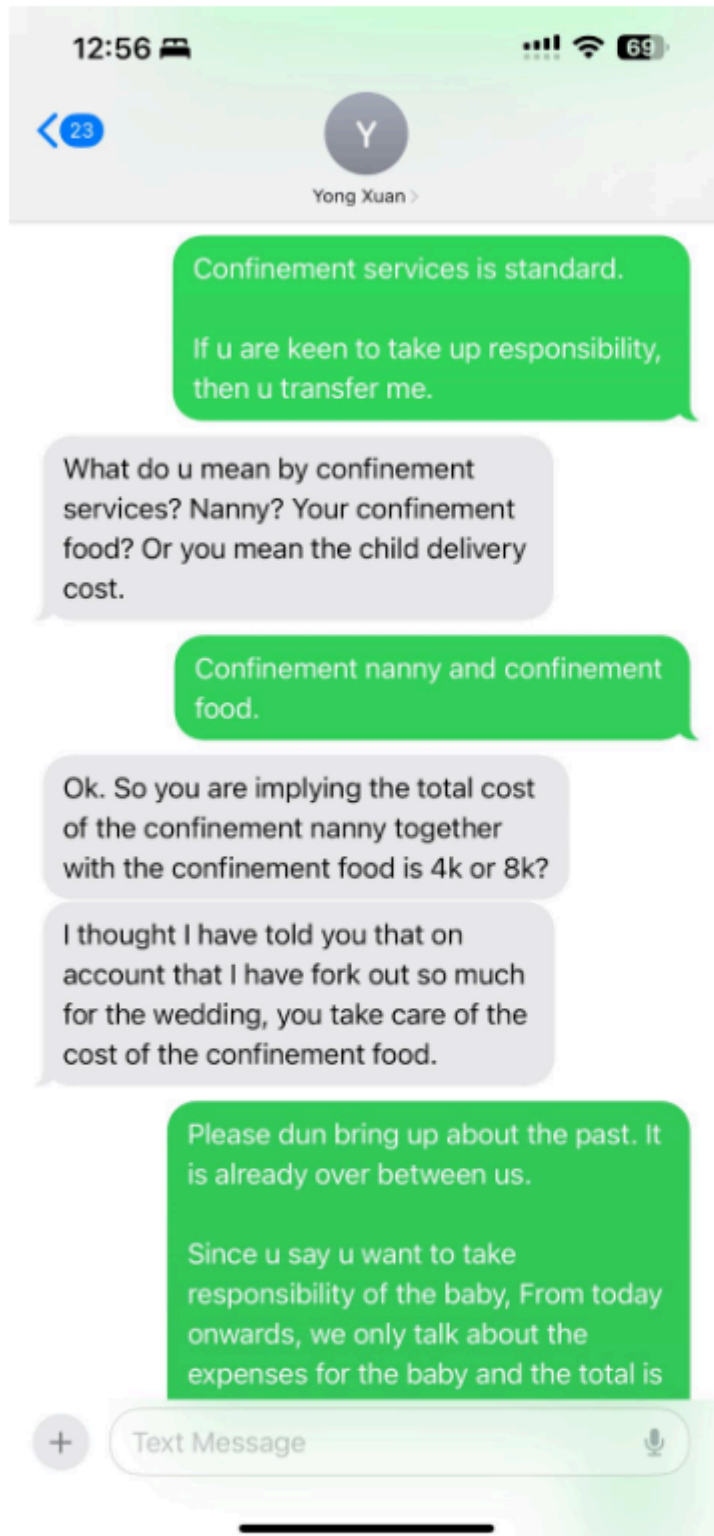 12:56
69
23
Y
Yong Xuan
Confinement services is standard.
If u are keen to take up responsibility,
then u transfer me.
What do u mean by confinement
services? Nanny? Your confinement
food? Or you mean the child delivery
cost.
Confinement nanny and confinement
food.
Ok. So you are implying the total cost
of the confinement nanny together
with the confinement food is 4k or 8k?
I thought I have told you that on
account that I have fork out so much
for the wedding, you take care of the
cost of the confinement food.
Please dun bring up about the past. It
is already over between us.
Since u say u want to take
responsibility of the baby, From today
onwards, we only talk about the
expenses for the baby and the total is
Text Message